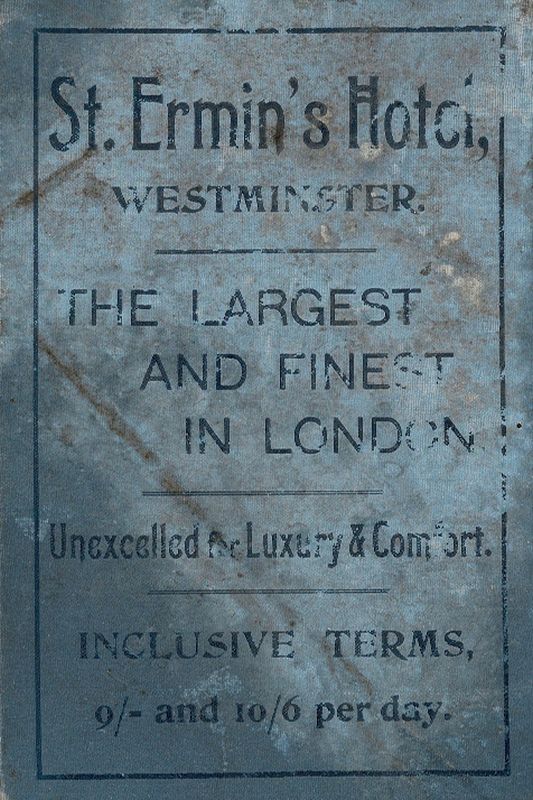 St. Ermin's Hotel,
WESTMINSTER.
THE LARGEST
AND FINEST
IN LONDON
Unexcelled for Luxury & Comfort.
INCLUSIVE TERMS,
9/- and 10/6 per day.